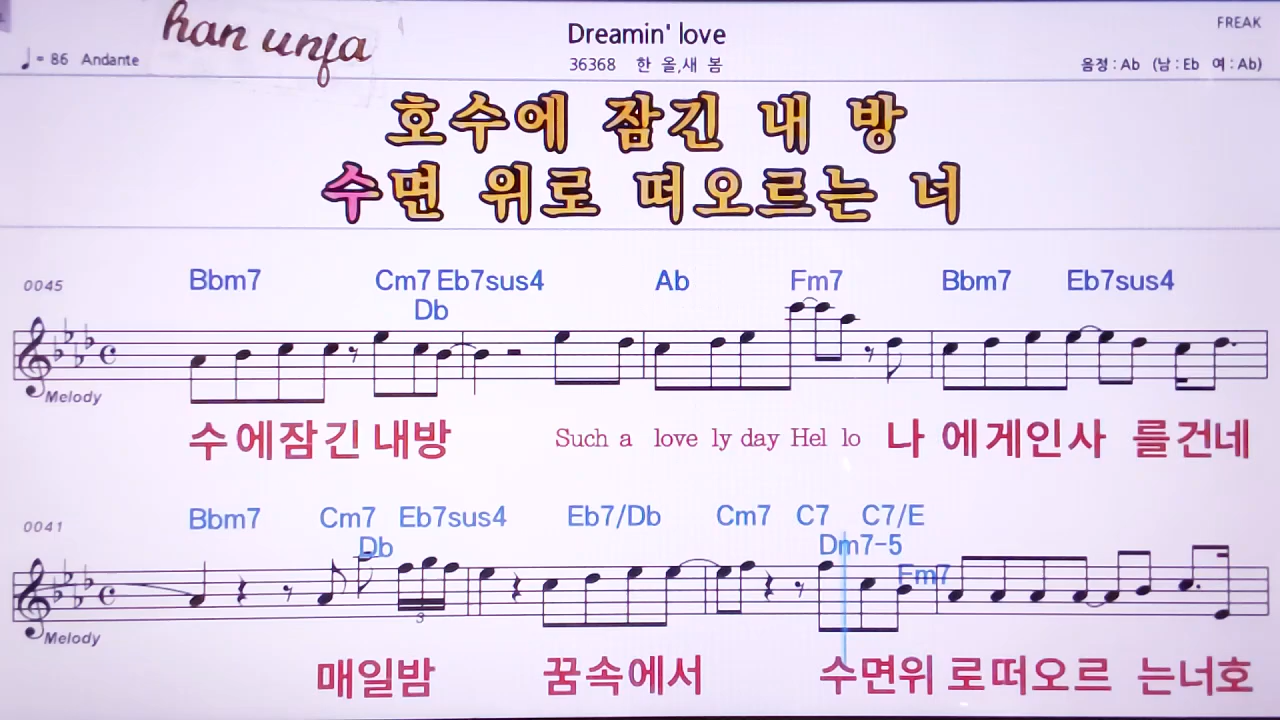 han unja
Dreamin' love
FREAK
♩= 86 Andante
36368 한 올,새 봄
음정 : Ab (남 : Eb 여 : Ab)
호수에 잠긴 내 방
수면 위로 떠오르는 너
0045
Bbm7 Cm7 Eb7sus4 Ab Fm7 Bbm7 Eb7sus4
Db
Melody
수에잠긴 내방 Such a love ly day Hel lo 나 에게인사 를건네
0041
Bbm7 Cm7 Eb7sus4 Eb7/Db Cm7 C7 C7/E
Db Dm7-5
Fm7
3
Melody
매일밤 꿈속에서 수면위 로떠오르 는너호